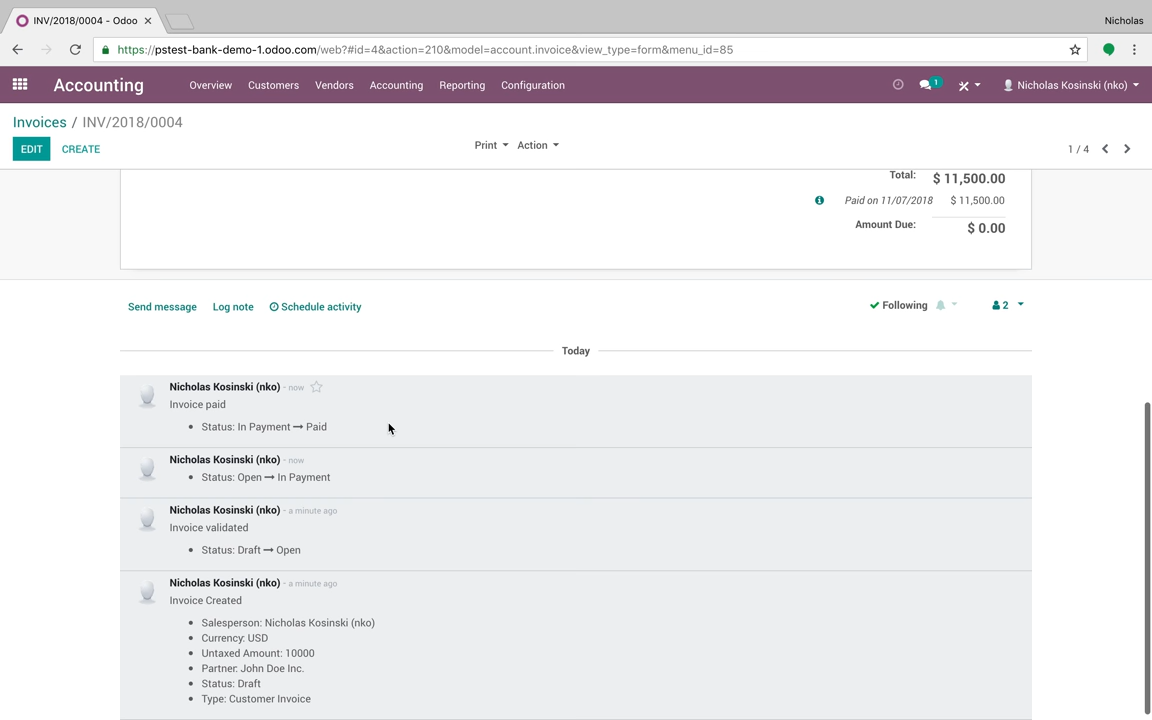 INV/2018/0004 - Odoo
Nicholas
https://pstest-bank-demo-1.odoo.com/web?#id=4&action=210&model=account.invoice&view_type=form&menu_id=85
Accounting Overview Customers Vendors Accounting Reporting Configuration 1 Nicholas Kosinski (nko)
Invoices / INV/2018/0004
EDIT CREATE Print Action 1 / 4
Total: $ 11,500.00
Paid on 11/07/2018 $ 11,500.00
Amount Due: $ 0.00
Send message Log note Schedule activity Following 2
Today
Nicholas Kosinski (nko) - now
Invoice paid
• Status: In Payment → Paid
Nicholas Kosinski (nko) - now
• Status: Open → In Payment
Nicholas Kosinski (nko) - a minute ago
Invoice validated
• Status: Draft → Open
Nicholas Kosinski (nko) - a minute ago
Invoice Created
• Salesperson: Nicholas Kosinski (nko)
• Currency: USD
• Untaxed Amount: 10000
• Partner: John Doe Inc.
• Status: Draft
• Type: Customer Invoice